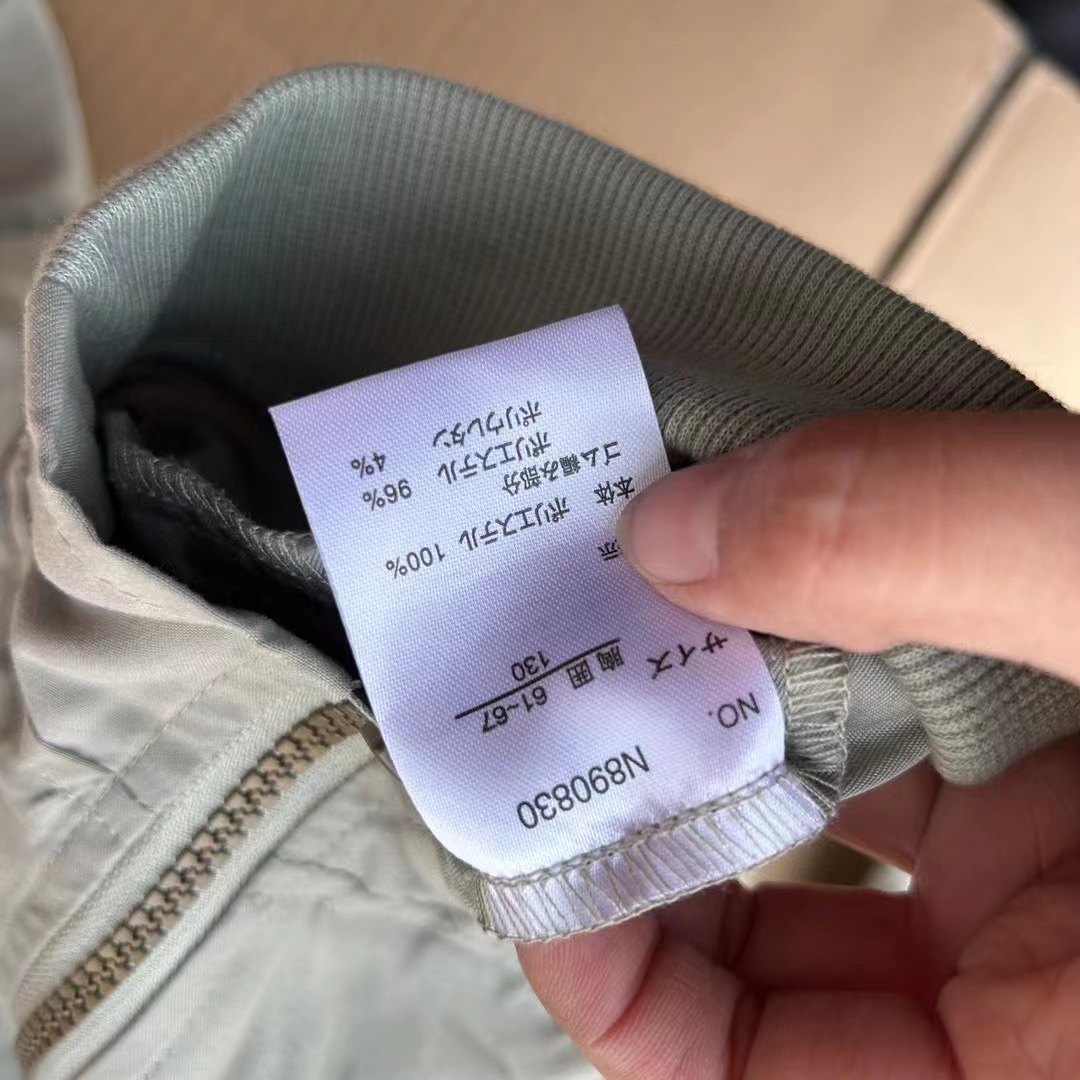 NO. N890830
サイズ
胸囲 61~67
130
示
本体 ポリエステル 100%
ゴム編み部分
ポリエステル 96%
ポリウレタン 4%